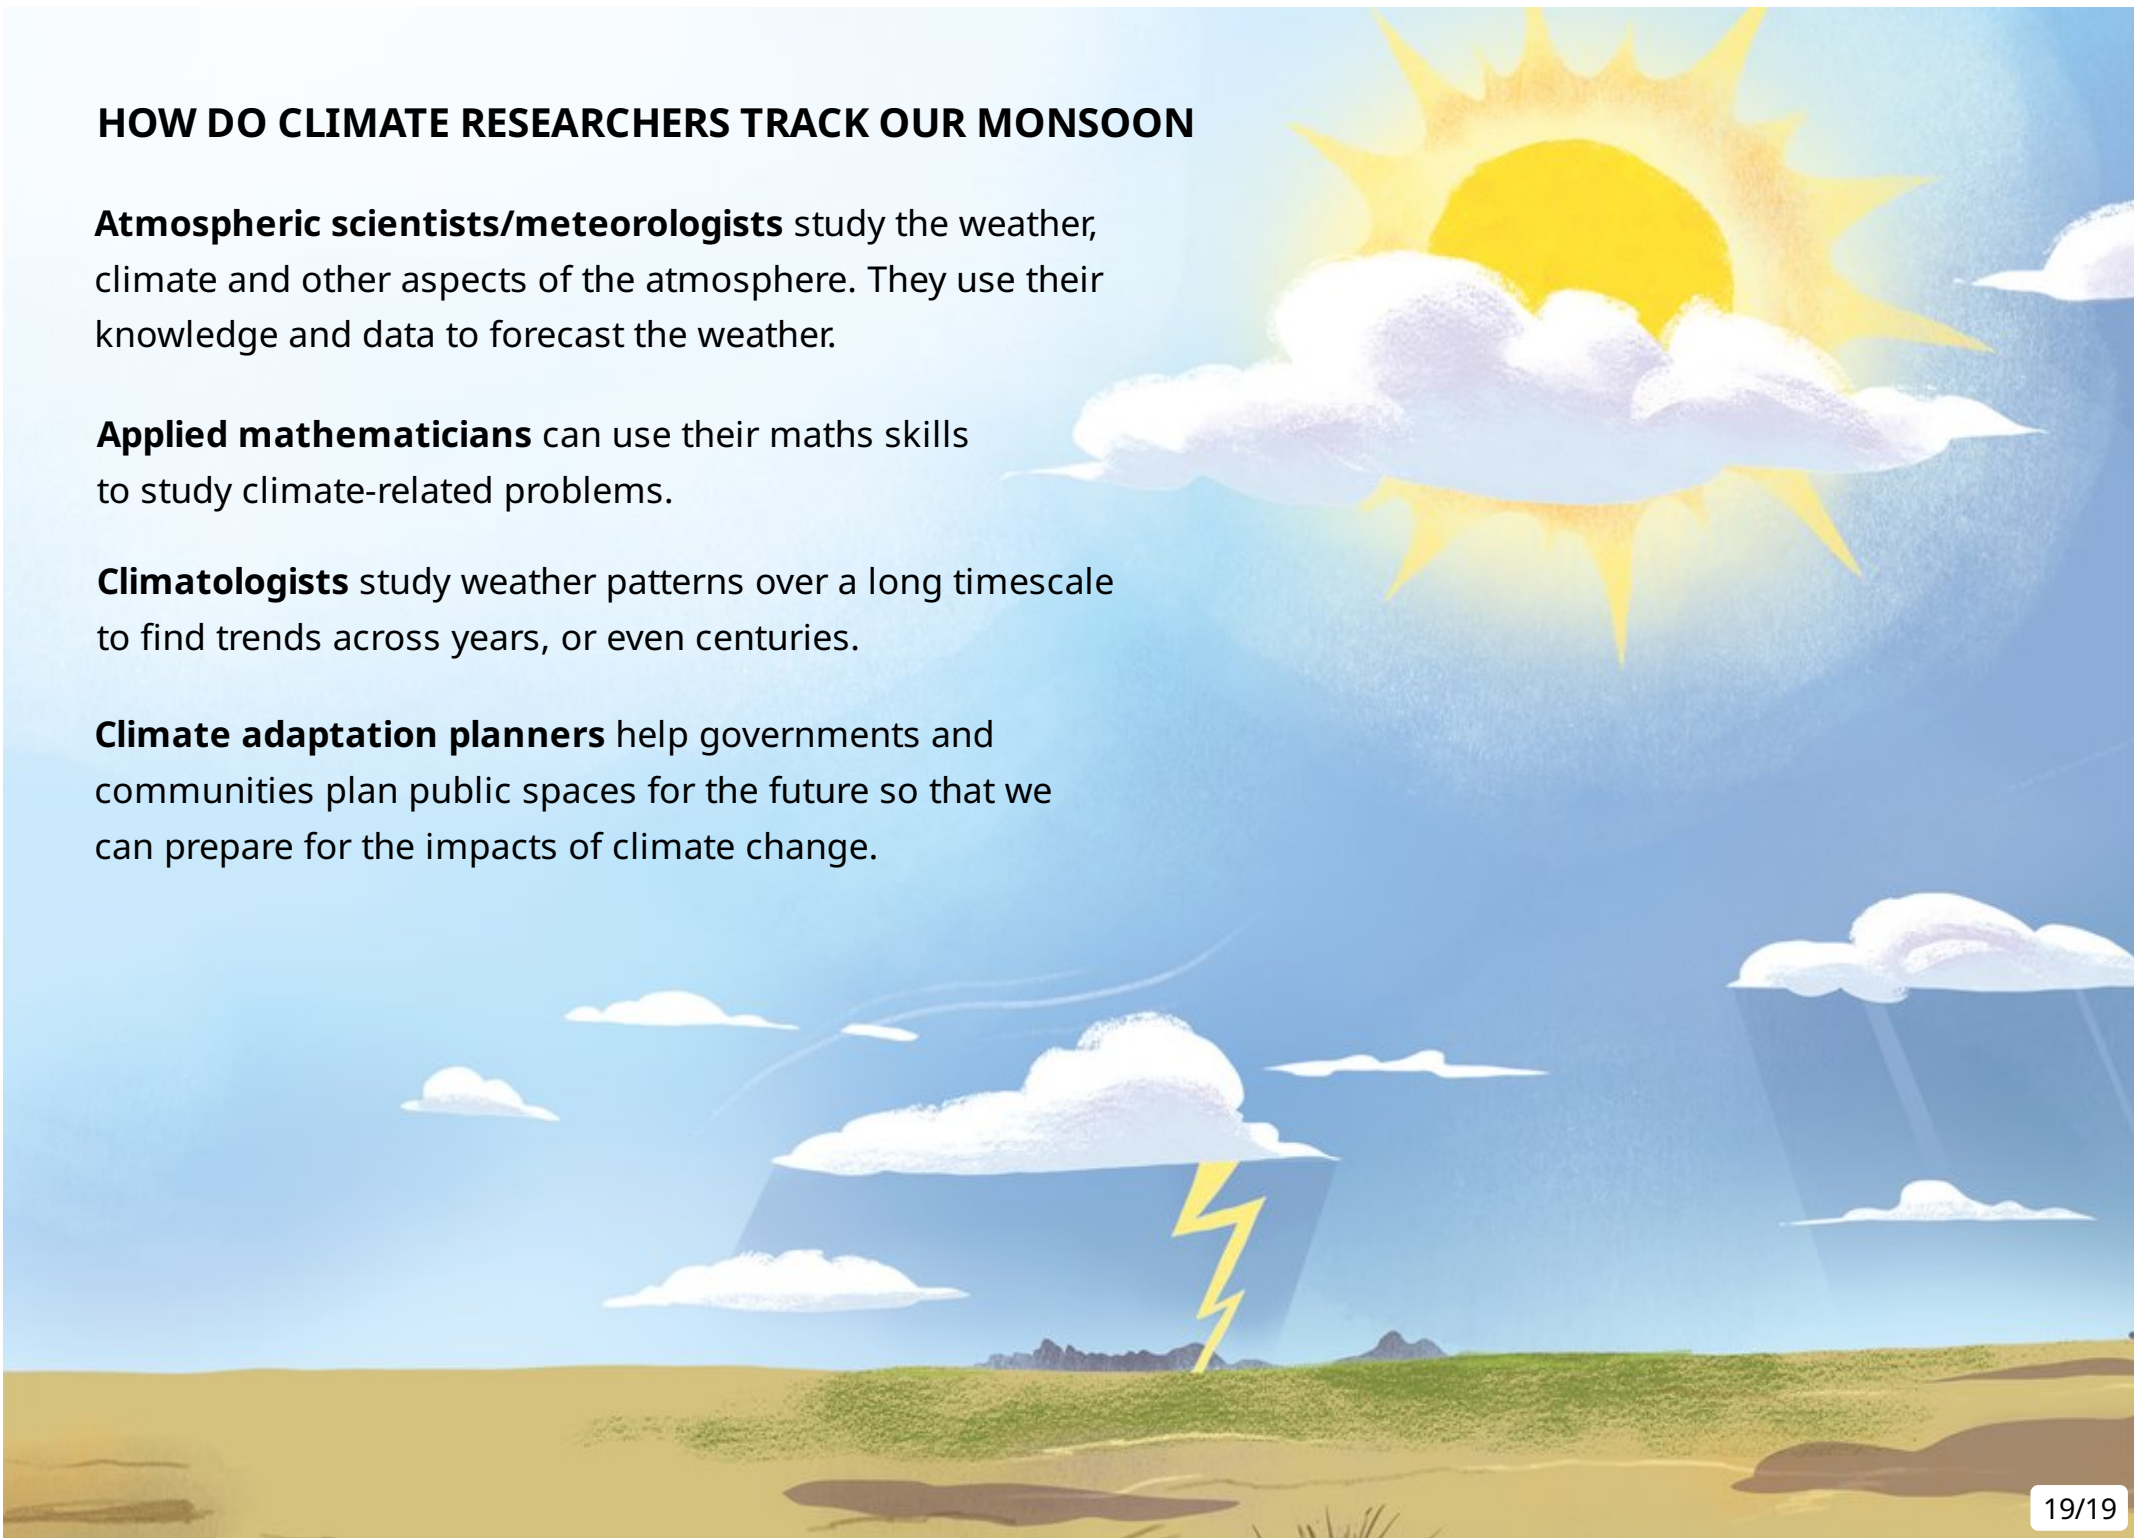 HOW DO CLIMATE RESEARCHERS TRACK OUR MONSOON
Atmospheric scientists/meteorologists study the weather,
climate and other aspects of the atmosphere. They use their
knowledge and data to forecast the weather.
Applied mathematicians can use their maths skills
to study climate-related problems.
Climatologists study weather patterns over a long timescale
to find trends across years, or even centuries.
Climate adaptation planners help governments and
communities plan public spaces for the future so that we
can prepare for the impacts of climate change.
19/19